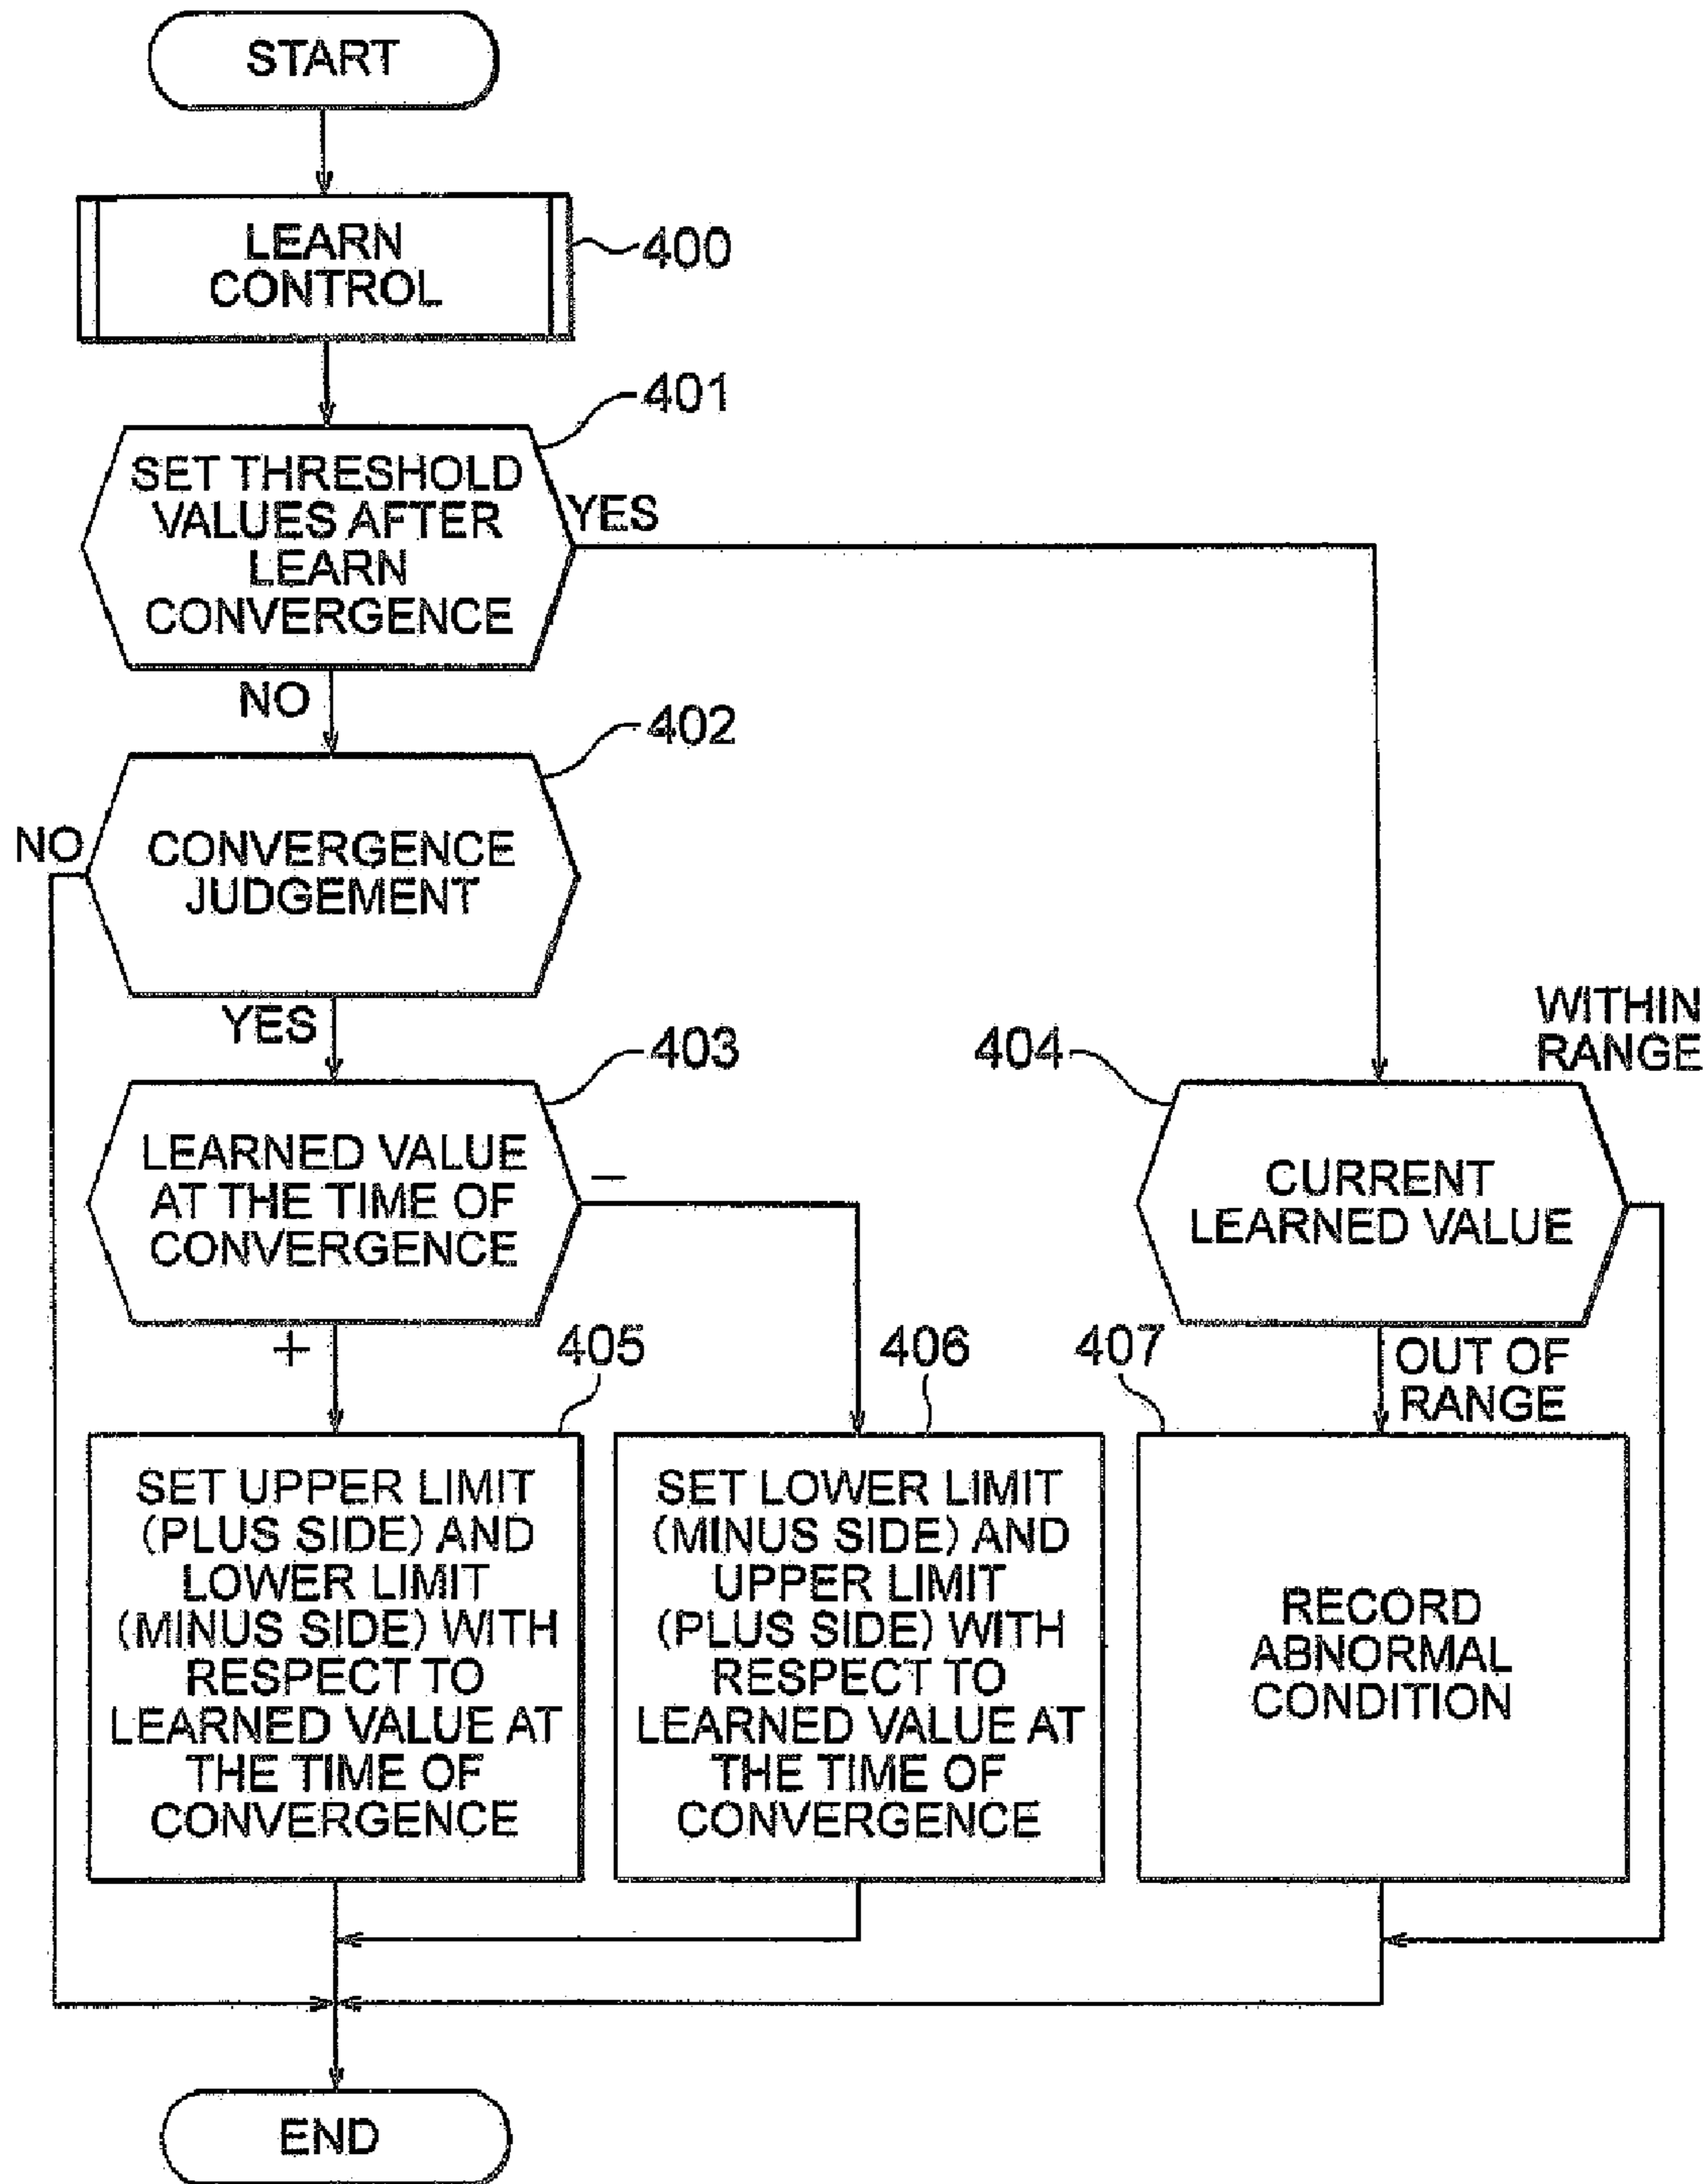 START
LEARN
CONTROL
400
401
SET THRESHOLD
VALUES AFTER
LEARN
CONVERGENCE
YES
NO
402
NO
CONVERGENCE
JUDGEMENT
YES
403
LEARNED VALUE
AT THE TIME OF
CONVERGENCE
−
+
404
WITHIN
RANGE
CURRENT
LEARNED VALUE
OUT OF
RANGE
405
SET UPPER LIMIT
(PLUS SIDE) AND
LOWER LIMIT
(MINUS SIDE) WITH
RESPECT TO
LEARNED VALUE AT
THE TIME OF
CONVERGENCE
406
SET LOWER LIMIT
(MINUS SIDE) AND
UPPER LIMIT
(PLUS SIDE) WITH
RESPECT TO
LEARNED VALUE AT
THE TIME OF
CONVERGENCE
407
RECORD
ABNORMAL
CONDITION
END